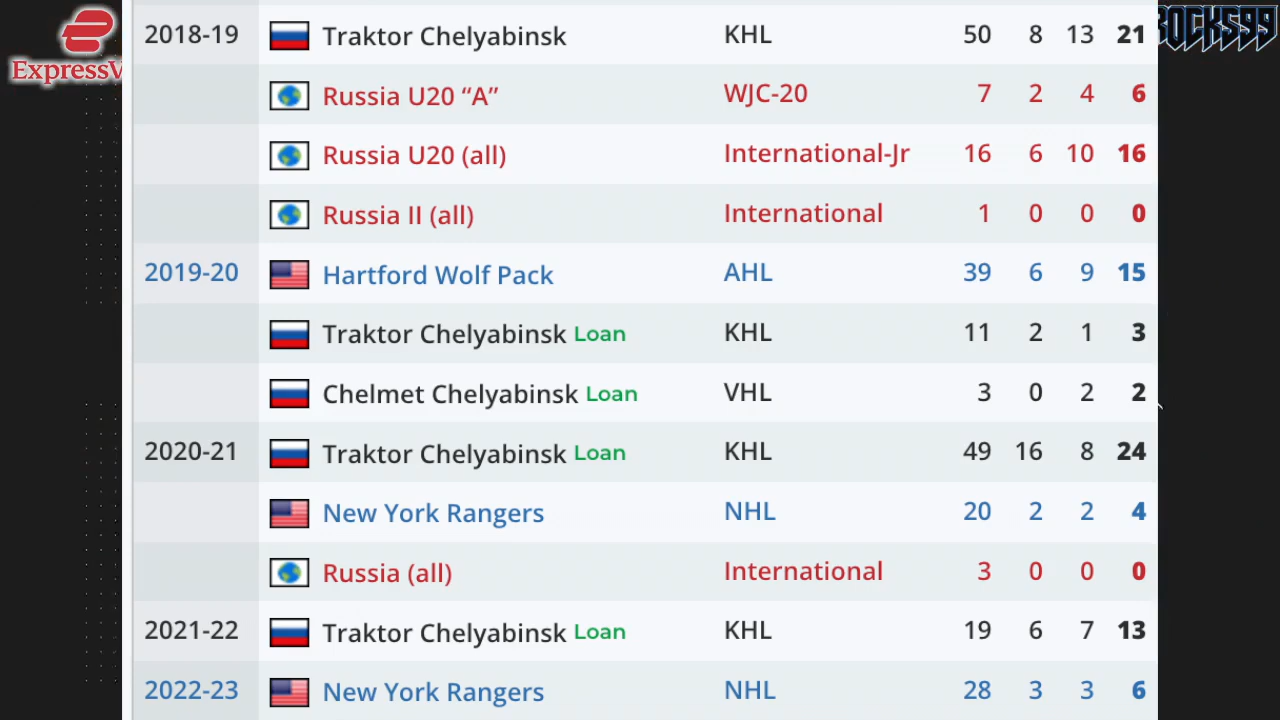 2018-19 Traktor Chelyabinsk KHL 50 8 13 21
Russia U20 “A” WJC-20 7 2 4 6
Russia U20 (all) International-Jr 16 6 10 16
Russia II (all) International 1 0 0 0
2019-20 Hartford Wolf Pack AHL 39 6 9 15
Traktor Chelyabinsk Loan KHL 11 2 1 3
Chelmet Chelyabinsk Loan VHL 3 0 2 2
2020-21 Traktor Chelyabinsk Loan KHL 49 16 8 24
New York Rangers NHL 20 2 2 4
Russia (all) International 3 0 0 0
2021-22 Traktor Chelyabinsk Loan KHL 19 6 7 13
2022-23 New York Rangers NHL 28 3 3 6
ExpressV
ROCKS99